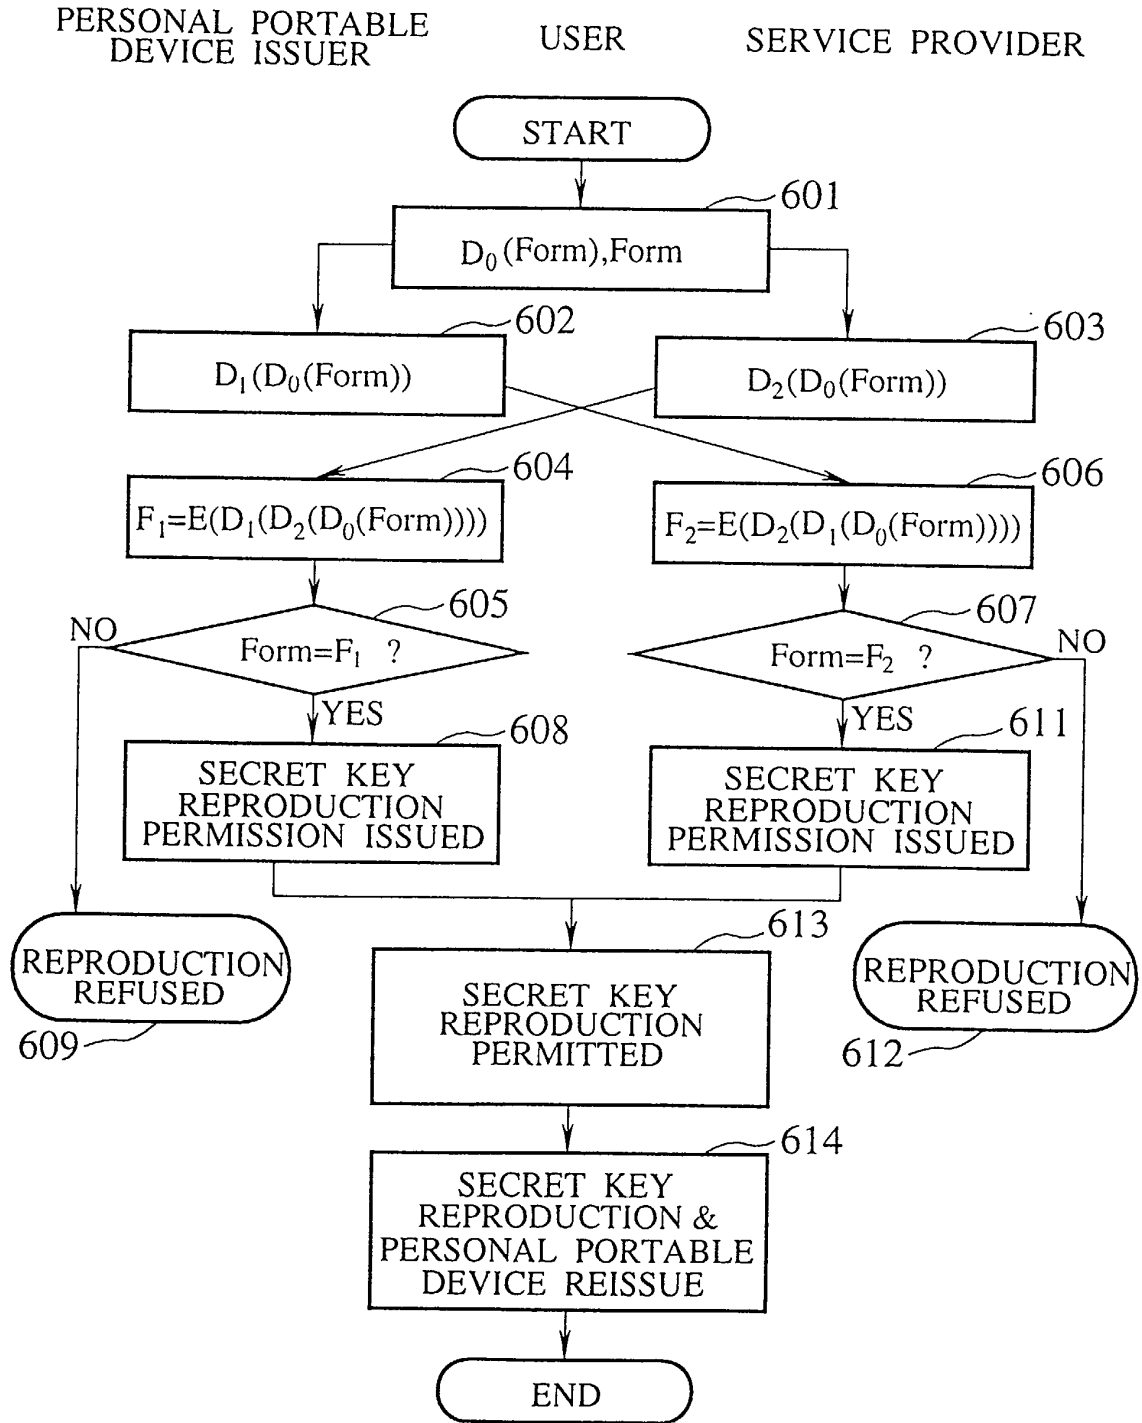 PERSONAL PORTABLE
DEVICE ISSUER
USER
SERVICE PROVIDER
START
601
D₀(Form),Form
602
603
D₁(D₀(Form))
D₂(D₀(Form))
604
606
F₁=E(D₁(D₂(D₀(Form))))
F₂=E(D₂(D₁(D₀(Form))))
605
607
NO
Form=F₁ ?
Form=F₂ ?
NO
YES
YES
608
611
SECRET KEY
REPRODUCTION
PERMISSION ISSUED
SECRET KEY
REPRODUCTION
PERMISSION ISSUED
613
REPRODUCTION
REFUSED
609
SECRET KEY
REPRODUCTION
PERMITTED
REPRODUCTION
REFUSED
612
614
SECRET KEY
REPRODUCTION &
PERSONAL PORTABLE
DEVICE REISSUE
END